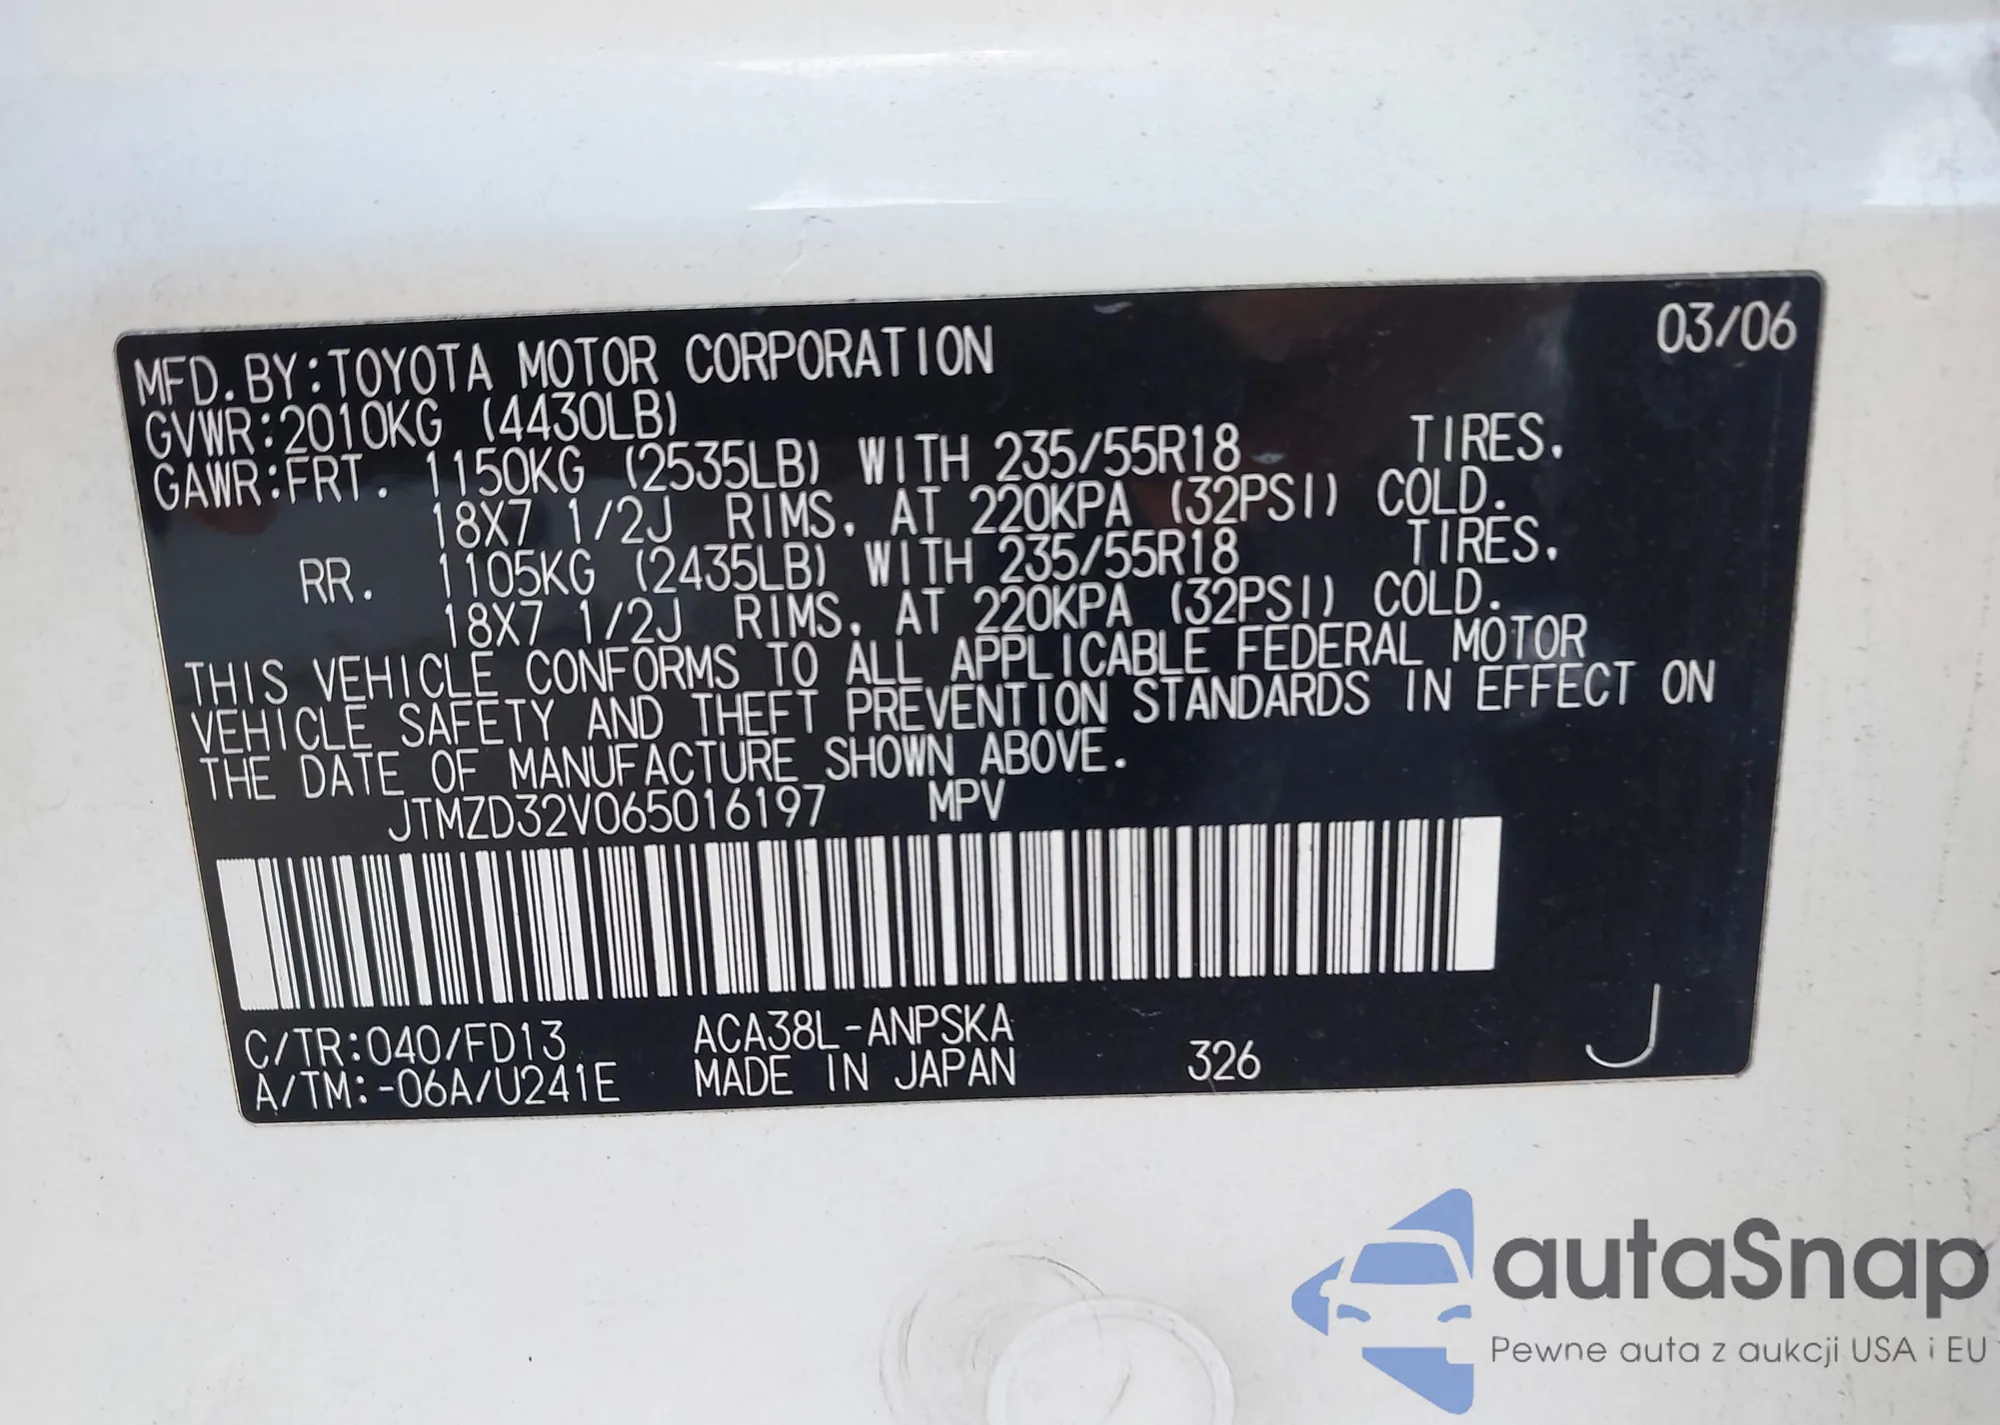 03/06
MFD. BY: TOYOTA MOTOR CORPORATION
GVWR: 2010KG (4430LB)
GAWR: FRT. 1150KG (2535LB) WITH 235/55R18 TIRES.
18X7 1/2J RIMS, AT 220KPA (32PSI) COLD.
RR. 1105KG (2435LB) WITH 235/55R18 TIRES.
18X7 1/2J RIMS, AT 220KPA (32PSI) COLD.
THIS VEHICLE CONFORMS TO ALL APPLICABLE FEDERAL MOTOR
VEHICLE SAFETY AND THEFT PREVENTION STANDARDS IN EFFECT ON
THE DATE OF MANUFACTURE SHOWN ABOVE.
JTMZD32V065016197 MPV
C/TR: 040/FD13 ACA38L-ANPSKA
A/TM: -06A/U241E MADE IN JAPAN 326 J
autaSnap
Pewne auta z aukcji USA i EU